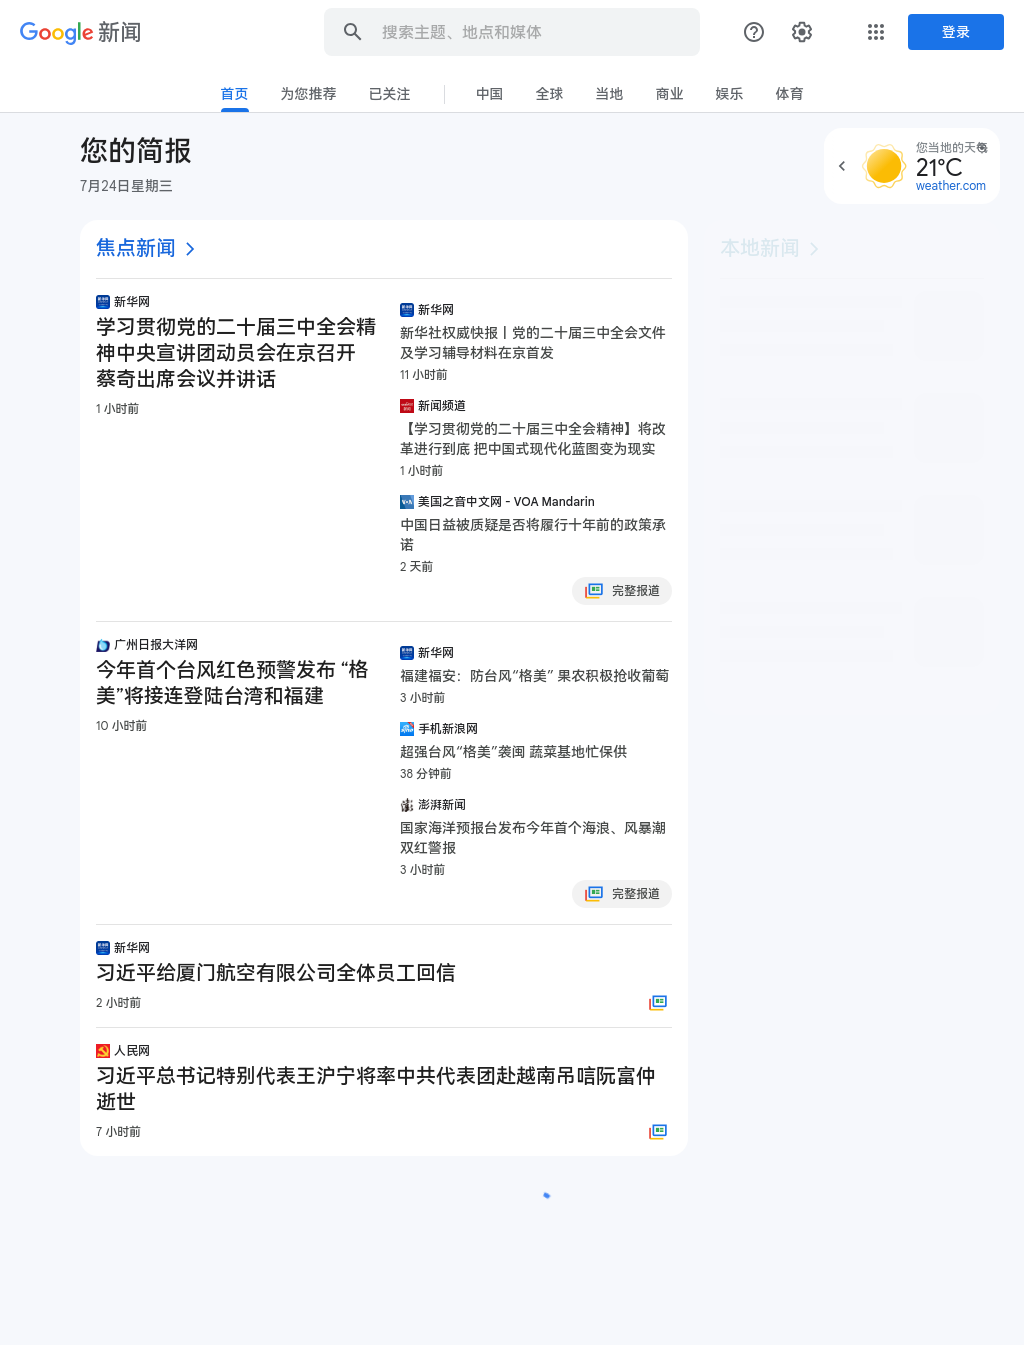 Google 新闻
搜索主题、地点和媒体
登录
首页
为您推荐
已关注
中国
全球
当地
商业
娱乐
体育
您的简报
7月24日星期三
您当地的天气
21°C
weather.com
焦点新闻
本地新闻
新华网
学习贯彻党的二十届三中全会精
神中央宣讲团动员会在京召开
蔡奇出席会议并讲话
1 小时前
新华网
新华社权威快报丨党的二十届三中全会文件
及学习辅导材料在京首发
11 小时前
新闻频道
【学习贯彻党的二十届三中全会精神】将改
革进行到底 把中国式现代化蓝图变为现实
1 小时前
美国之音中文网 - VOA Mandarin
中国日益被质疑是否将履行十年前的政策承
诺
2 天前
完整报道
广州日报大洋网
今年首个台风红色预警发布 “格
美”将接连登陆台湾和福建
10 小时前
新华网
福建福安：防台风“格美” 果农积极抢收葡萄
3 小时前
手机新浪网
超强台风“格美”袭闽 蔬菜基地忙保供
38 分钟前
澎湃新闻
国家海洋预报台发布今年首个海浪、风暴潮
双红警报
3 小时前
完整报道
新华网
习近平给厦门航空有限公司全体员工回信
2 小时前
人民网
习近平总书记特别代表王沪宁将率中共代表团赴越南吊唁阮富仲
逝世
7 小时前